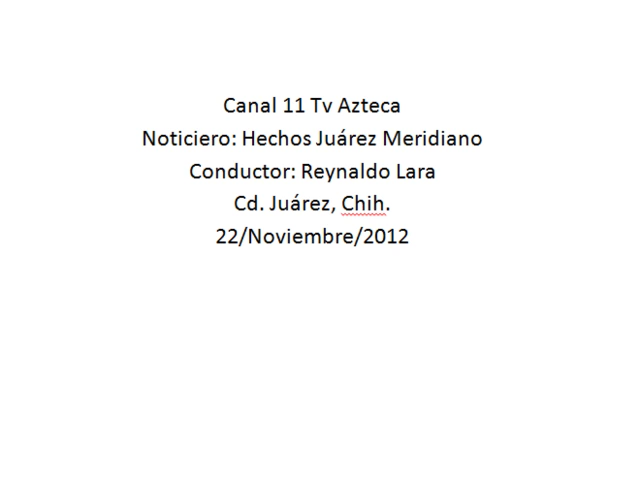 Canal 11 Tv Azteca
Noticiero: Hechos Juárez Meridiano
Conductor: Reynaldo Lara
Cd. Juárez, Chih.
22/Noviembre/2012